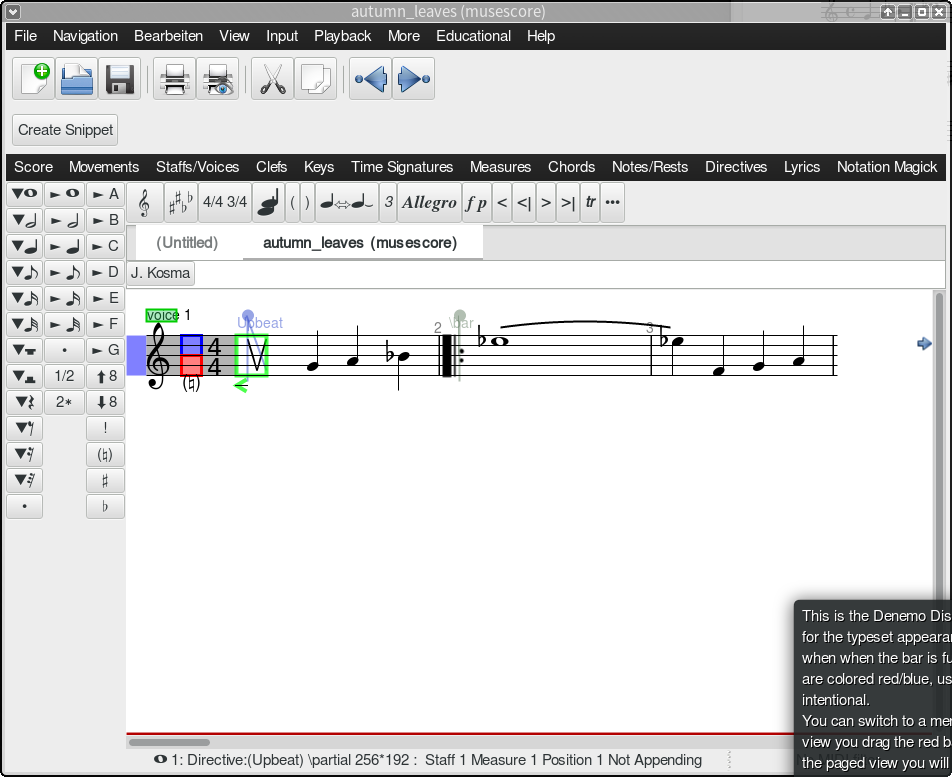 autumn_leaves (musescore)
File Navigation Bearbeiten View Input Playback More Educational Help
Create Snippet
Score Movements Staffs/Voices Clefs Keys Time Signatures Measures Chords Notes/Rests Directives Lyrics Notation Magick
4/4 3/4 ( ) 3 Allegro f p < <| > >| tr •••
A
B
C
D
E
F
G
1/2 8
2* 8
!
(♮)
♯
♭
(Untitled) autumn_leaves (musescore)
J. Kosma
voice 1
Upbeat \bar
2 3
4
4
(♮)
This is the Denemo Dis
for the typeset appeara
when when the bar is fu
are colored red/blue, us
intentional.
You can switch to a me
view you drag the red b
the paged view you will
1: Directive:(Upbeat) \partial 256*192 : Staff 1 Measure 1 Position 1 Not Appending